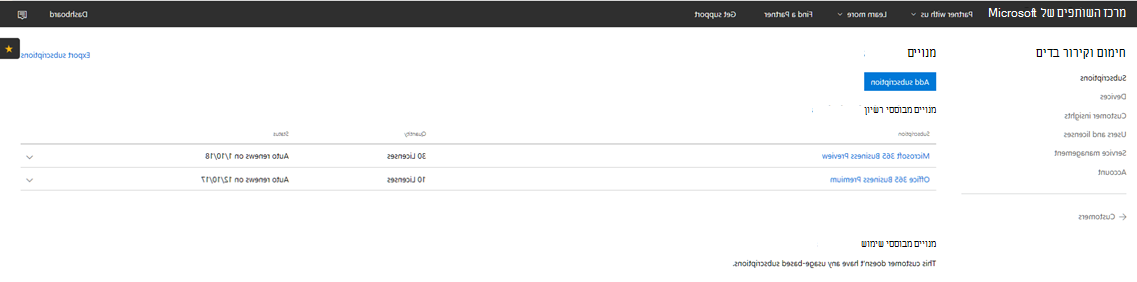 מרכז השותפים של Microsoft Partner with us Learn more Find a Partner Get support Dashboard
חימום וקירור בדים
Subscriptions
Devices
Customer insights
Users and licenses
Service management
Account
Customers
מנויים
Export subscriptions
Add subscription
מנויים מבוססי רשיון
Subscription Quantity Status
Microsoft 365 Business Preview 30 Licenses Auto renews on 1/10/18
Office 365 Business Premium 10 Licenses Auto renews on 12/10/17
מנויים מבוססי שימוש
This customer doesn't have any usage-based subscriptions.